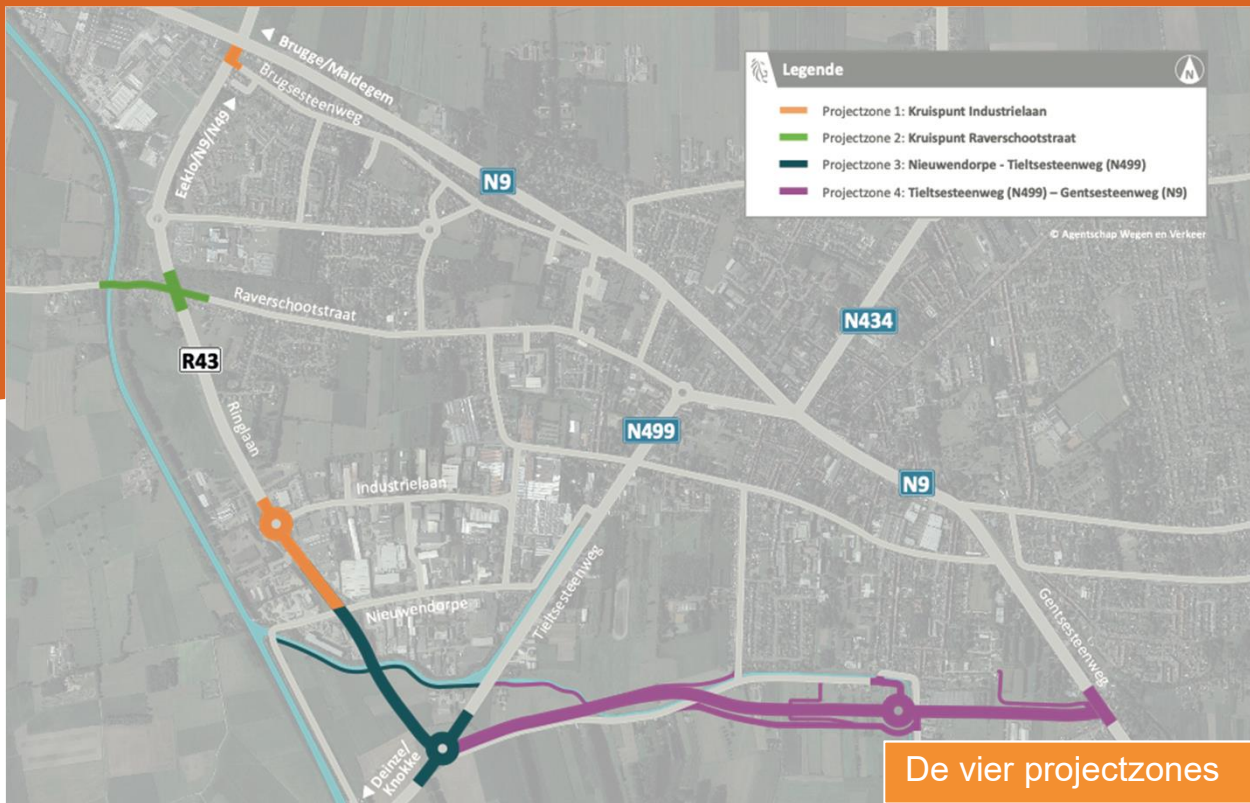 Brugge/Maldegem
Brugsesteenweg
Eeklo/N9/N49
Legende
N
Projectzone 1: Kruispunt Industrielaan
Projectzone 2: Kruispunt Raverschootstraat
Projectzone 3: Nieuwendorpe - Tieltsesteenweg (N499)
Projectzone 4: Tieltsesteenweg (N499) – Gentsesteenweg (N9)
© Agentschap Wegen en Verkeer
N9
Raverschootstraat
N434
R43
Ringlaan
N499
Industrielaan
N9
Nieuwendorpe
Tieltsesteenweg
Gentsesteenweg
Deinze/
Knokke
De vier projectzones